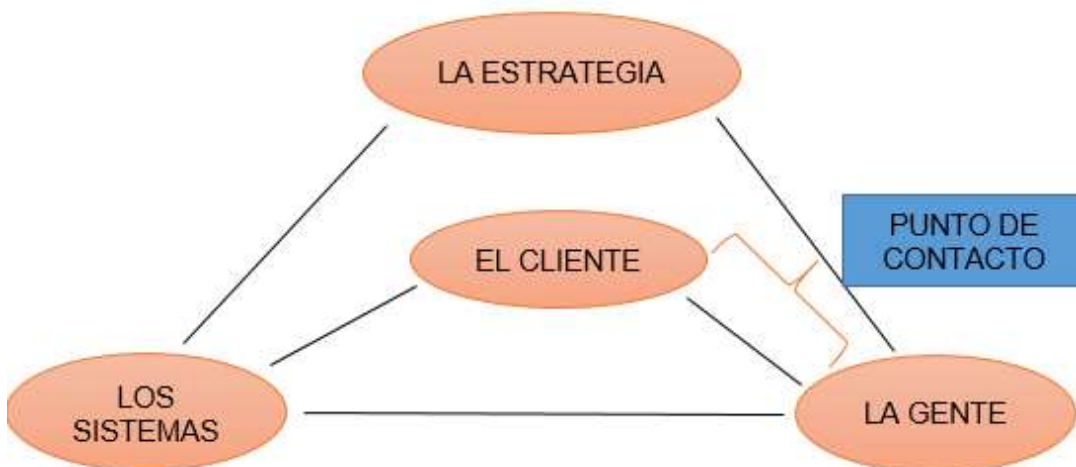 LA ESTRATEGIA
PUNTO DE
CONTACTO
EL CLIENTE
LOS
SISTEMAS
LA GENTE